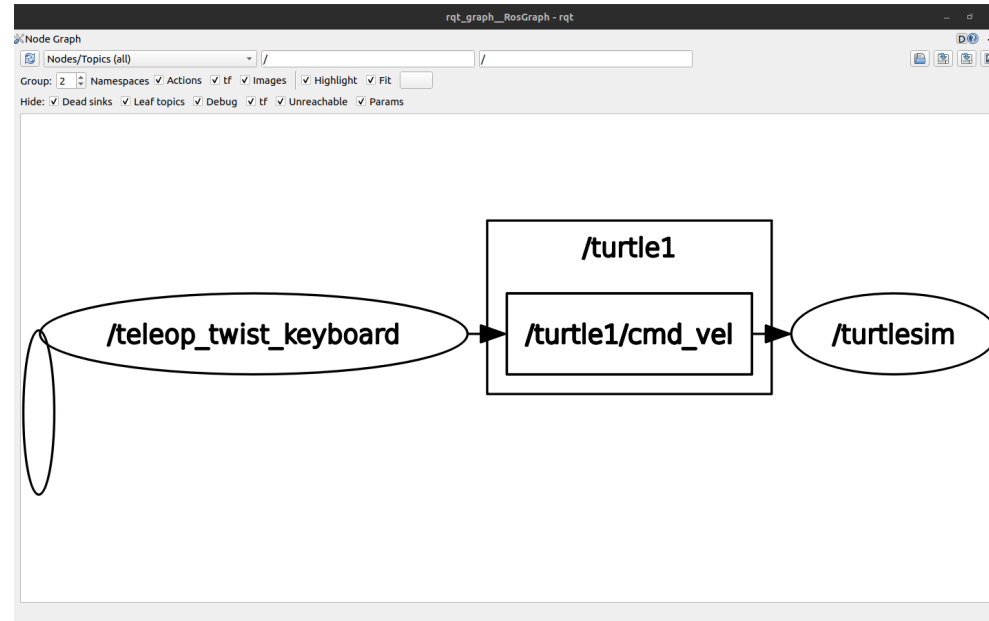 rqt_graph__RosGraph - rqt
Node Graph
D
Nodes/Topics (all) / /
Group: 2 Namespaces Actions tf Images Highlight Fit
Hide: Dead sinks Leaf topics Debug tf Unreachable Params
/turtle1
/teleop_twist_keyboard /turtle1/cmd_vel /turtlesim